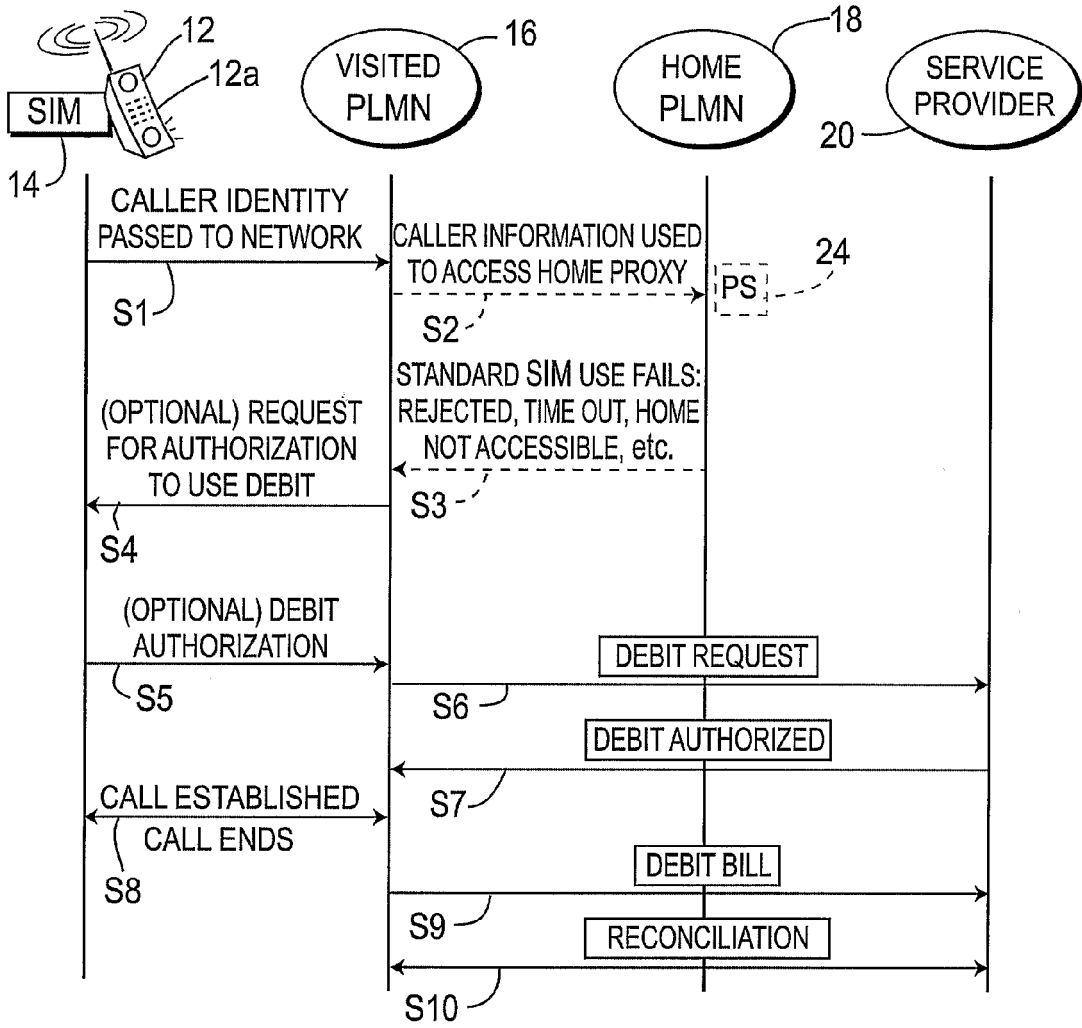 12
12a
SIM
14
VISITED
PLMN
16
HOME
PLMN
18
SERVICE
PROVIDER
20
CALLER IDENTITY
PASSED TO NETWORK
S1
CALLER INFORMATION USED
TO ACCESS HOME PROXY
S2
PS
24
STANDARD SIM USE FAILS:
REJECTED, TIME OUT, HOME
NOT ACCESSIBLE, etc.
S3
(OPTIONAL) REQUEST
FOR AUTHORIZATION
TO USE DEBIT
S4
(OPTIONAL) DEBIT
AUTHORIZATION
S5
DEBIT REQUEST
S6
DEBIT AUTHORIZED
S7
CALL ESTABLISHED
CALL ENDS
S8
DEBIT BILL
S9
RECONCILIATION
S10